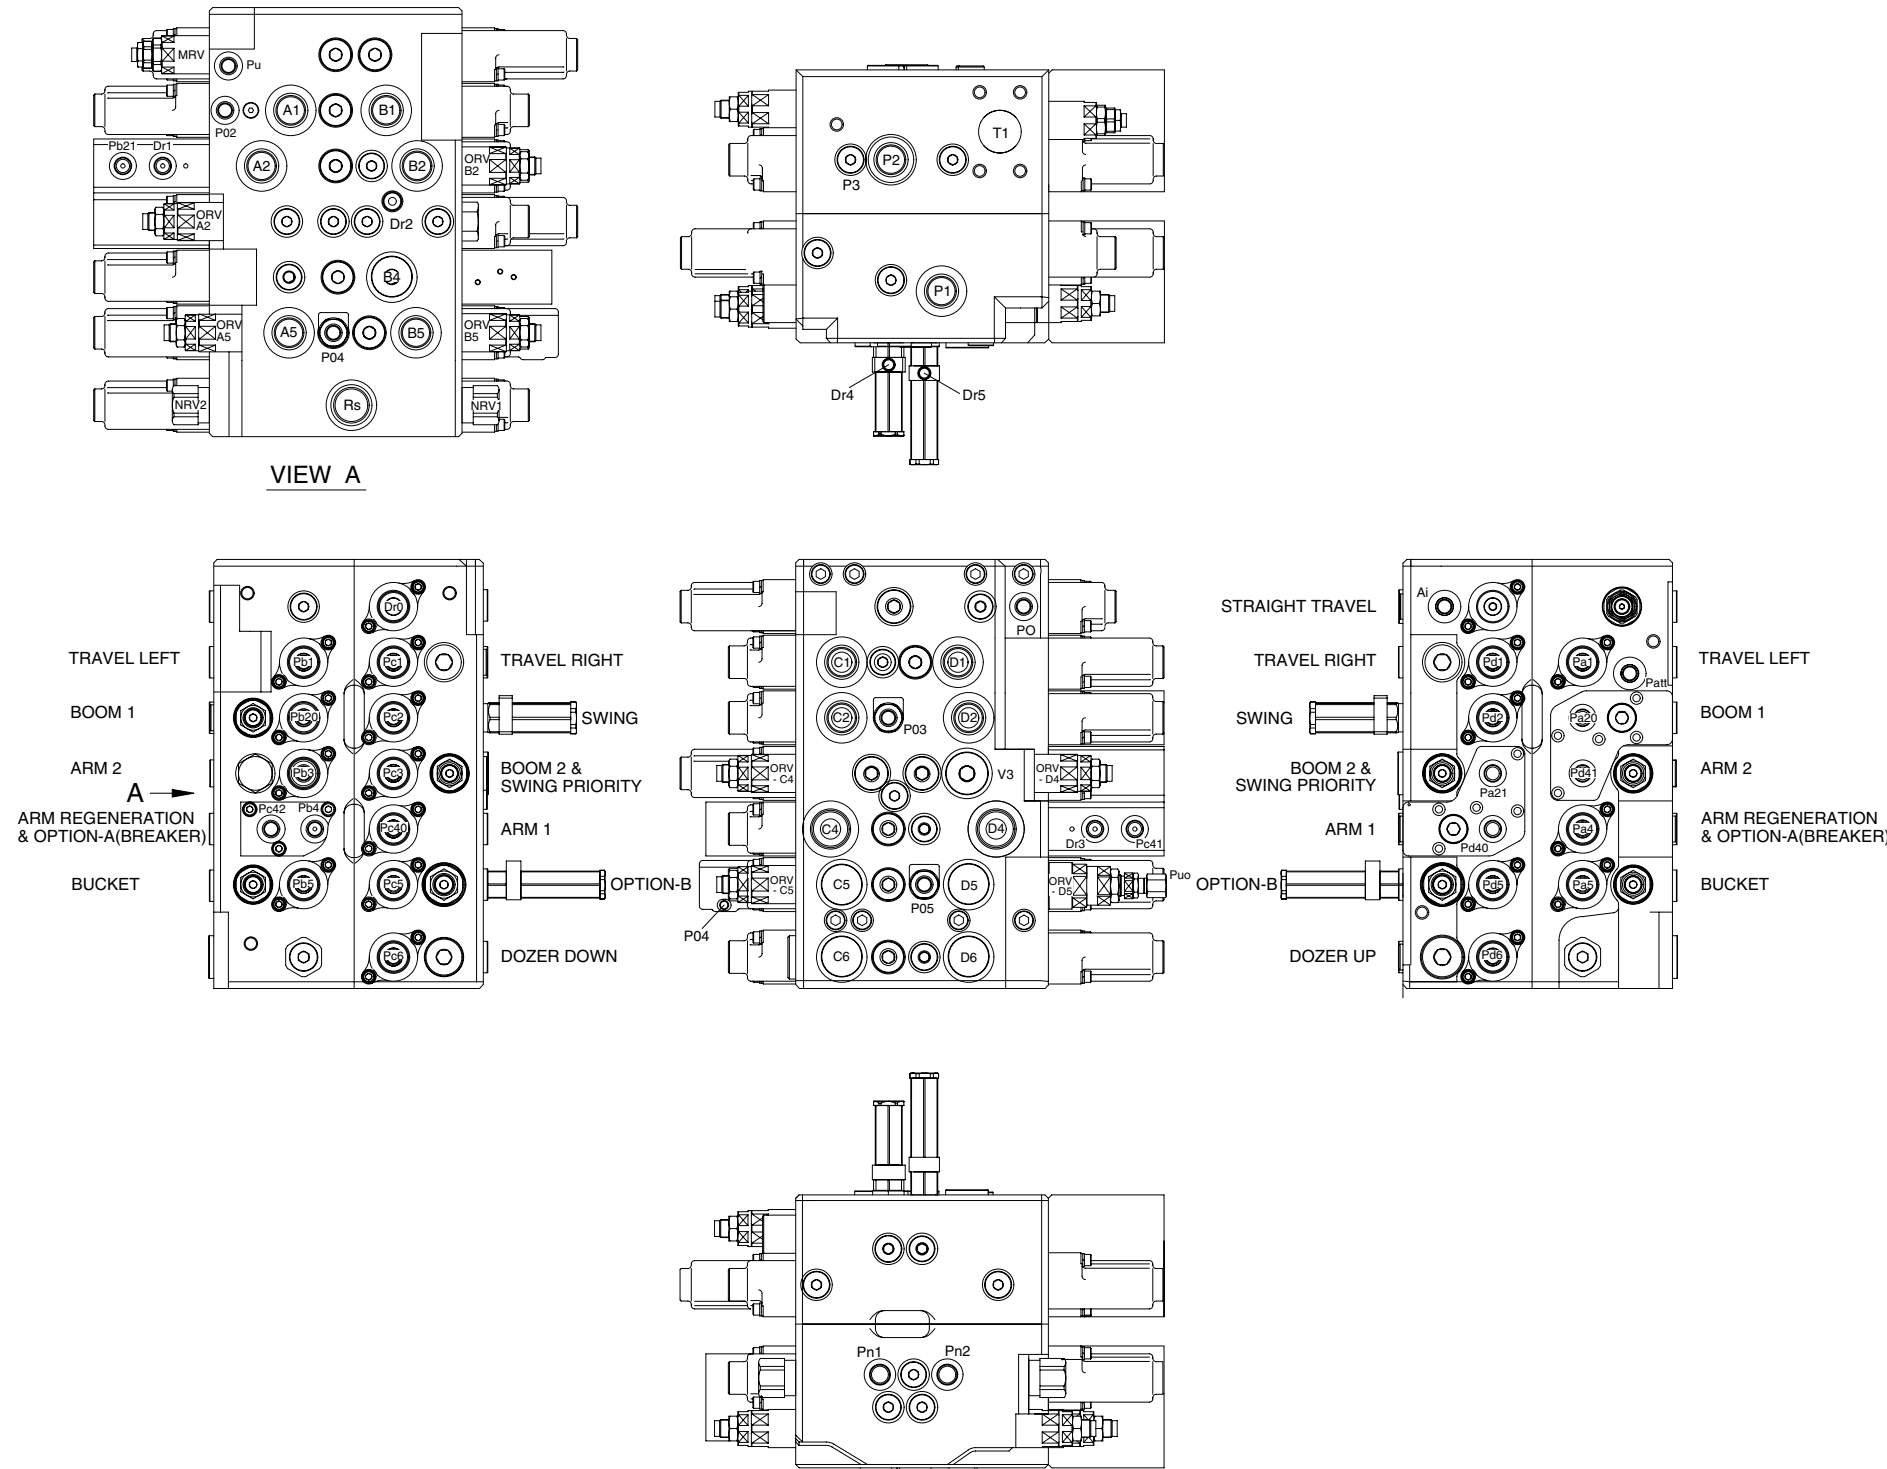 MRV
Pu
A1
B1
P02
Pb21
Dr1
A2
B2
ORV
B2
ORV
A2
Dr2
B4
ORV
A5
A5
B5
ORV
B5
P04
NRV2
Rs
NRV1
VIEW A
T1
P2
P3
P1
Dr4
Dr5
Dr0
TRAVEL LEFT
Pb1
Pc1
TRAVEL RIGHT
BOOM 1
Pb20
Pc2
SWING
ARM 2
Pb3
Pc3
BOOM 2 &
SWING PRIORITY
A
Pc42
Pb4
ARM REGENERATION
& OPTION-A(BREAKER)
Pc40
ARM 1
BUCKET
Pb5
Pc5
OPTION-B
Pc6
DOZER DOWN
PO
C1
D1
C2
D2
P03
ORV
- C4
V3
ORV
- D4
C4
D4
Dr3
Pc41
ORV
- C5
C5
D5
ORV
- D5
Puo
P05
P04
C6
D6
STRAIGHT TRAVEL
Ai
TRAVEL RIGHT
Pd1
Pa1
TRAVEL LEFT
Patt
SWING
Pd2
Pa20
BOOM 1
BOOM 2 &
SWING PRIORITY
Pa21
Pd41
ARM 2
ARM 1
Pd40
Pa4
ARM REGENERATION
& OPTION-A(BREAKER)
OPTION-B
Pd5
Pa5
BUCKET
DOZER UP
Pd6
Pn1
Pn2